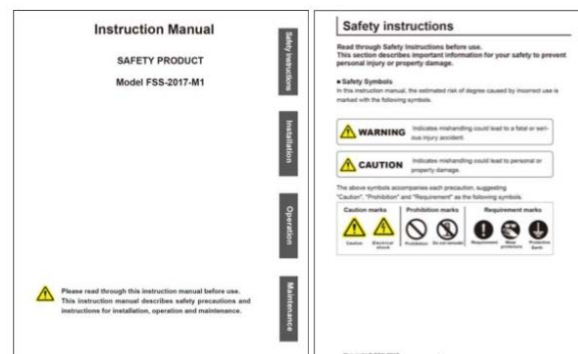 Instruction Manual
SAFETY PRODUCT
Model FSS-2017-M1
Safety Instructions
Installation
Operation
Maintenance
Please read through this instruction manual before use.
This instruction manual describes safety precautions and
instructions for installation, operation and maintenance.
Safety instructions
Read through Safety Instructions before use.
This section describes important information for your safety to prevent
personal injury or property damage.
■ Safety Symbols
In this instruction manual, the estimated risk of degree caused by incorrect use is
marked with the following symbols.
WARNING
Indicates mishandling could lead to a fatal or seri-
ous injury accident.
CAUTION
Indicates mishandling could lead to personal or
property damage.
The above symbols accompanies each precaution, suggesting
"Caution", "Prohibition" and "Requirement" as the following symbols.
Caution marks
Prohibition marks
Requirement marks
Caution
Electrical
shock
Prohibition
Do not
Requirement
Protective
Earth